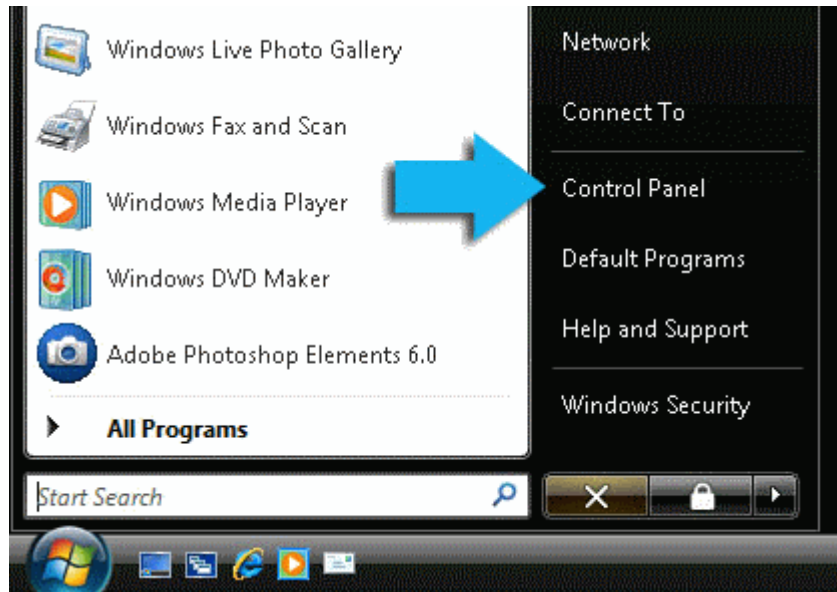 Windows Live Photo Gallery
Windows Fax and Scan
Windows Media Player
Windows DVD Maker
Adobe Photoshop Elements 6.0
All Programs
Start Search
Network
Connect To
Control Panel
Default Programs
Help and Support
Windows Security